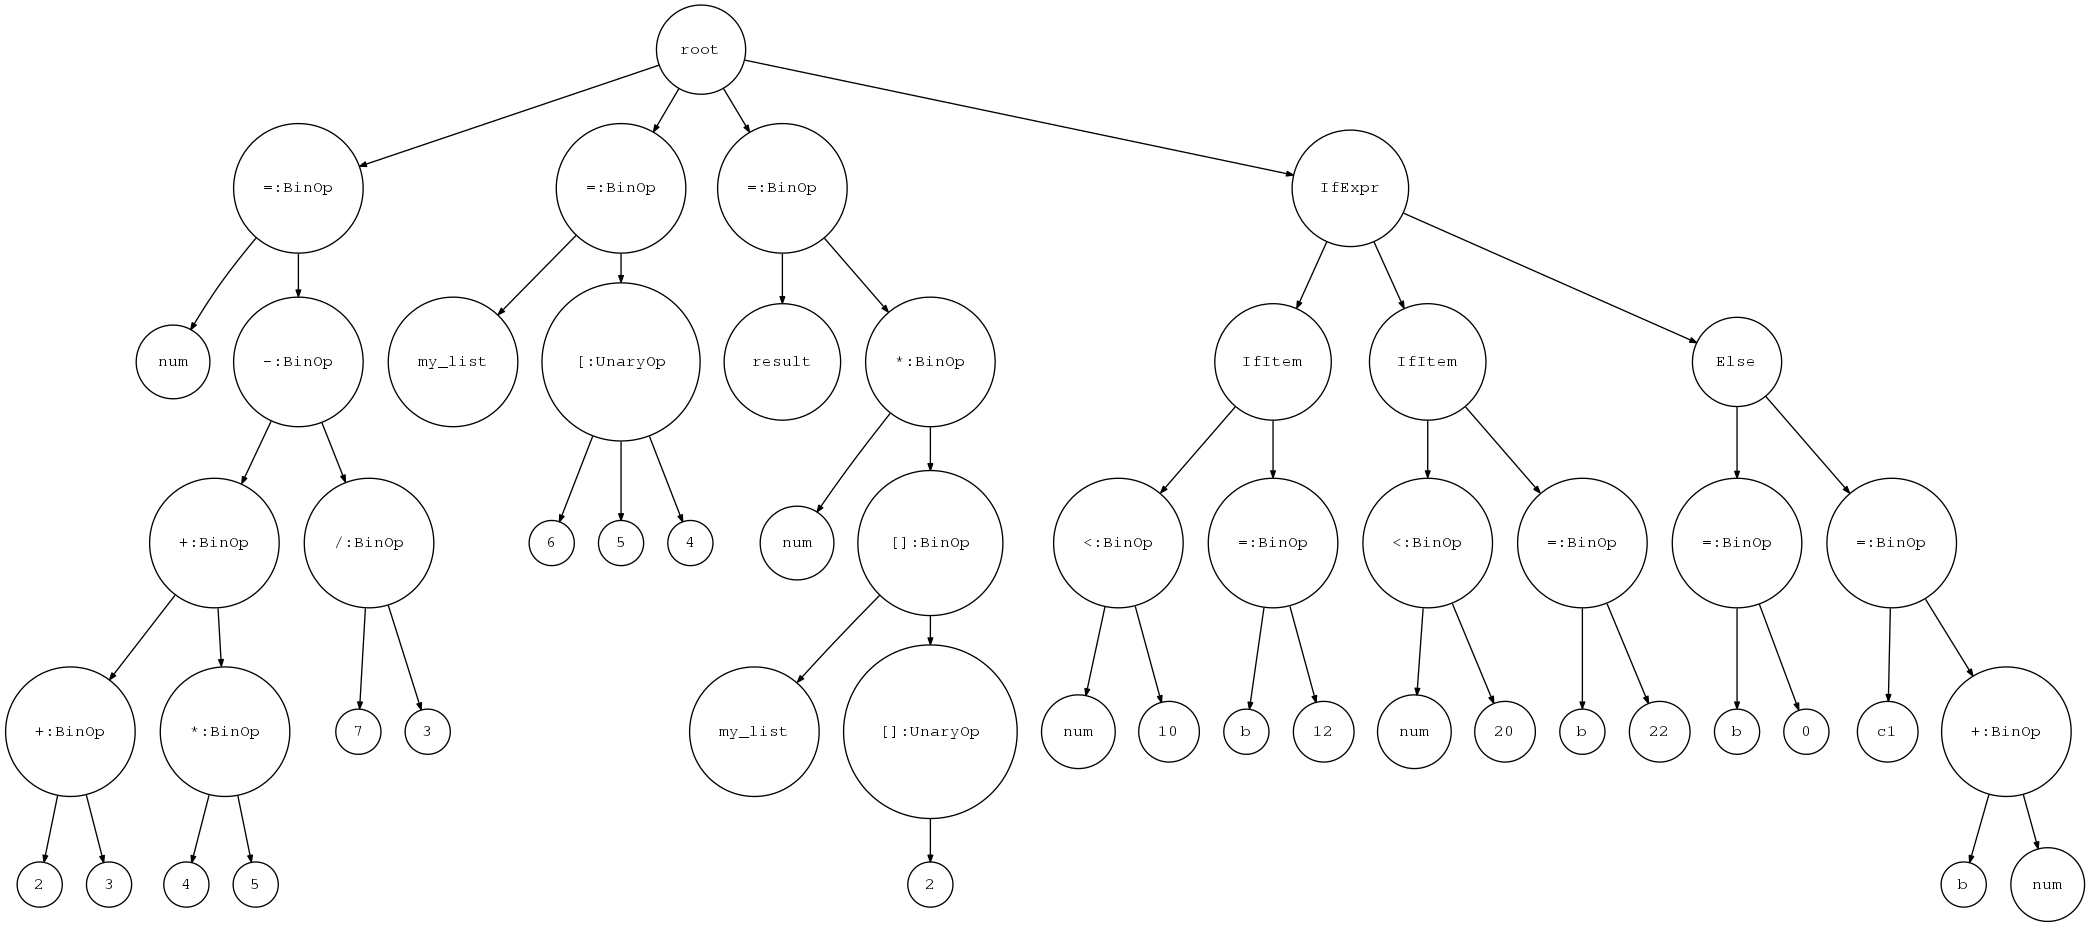 root
=:BinOp =:BinOp =:BinOp IfExpr
num -:BinOp my_list [:UnaryOp result *:BinOp IfItem IfItem Else
+:BinOp /:BinOp 6 5 4 num []:BinOp <:BinOp =:BinOp <:BinOp =:BinOp =:BinOp =:BinOp
+:BinOp *:BinOp 7 3 my_list []:UnaryOp num 10 b 12 num 20 b 22 b 0 c1 +:BinOp
2 3 4 5 2 b num